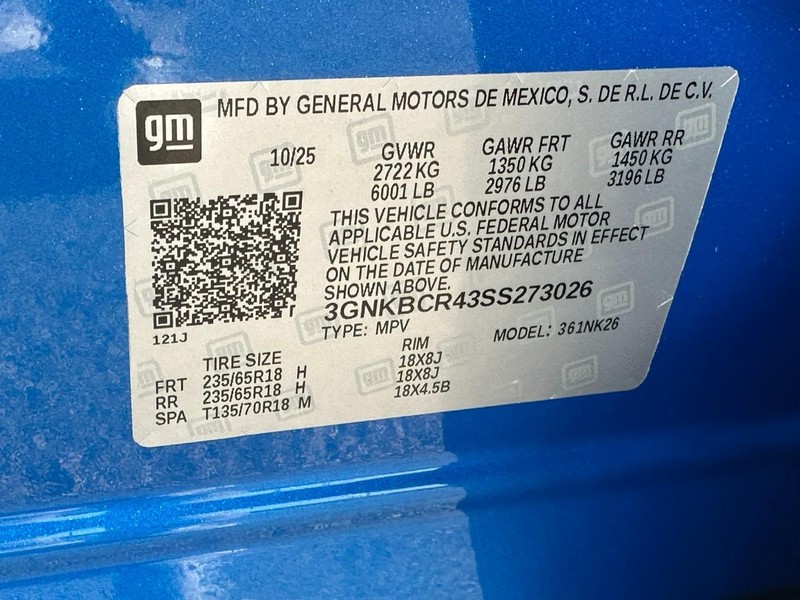 gm
MFD BY GENERAL MOTORS DE MEXICO, S. DE R.L. DE C.V.
10/25
GVWR
2722 KG
6001 LB
GAWR FRT
1350 KG
2976 LB
GAWR RR
1450 KG
3196 LB
THIS VEHICLE CONFORMS TO ALL
APPLICABLE U.S. FEDERAL MOTOR
VEHICLE SAFETY STANDARDS IN EFFECT
ON THE DATE OF MANUFACTURE
SHOWN ABOVE.
3GNKBCR43SS273026
TYPE: MPV
MODEL: 361NK26
121J
TIRE SIZE
RIM
FRT 235/65R18 H 18X8J
RR 235/65R18 H 18X8J
SPA T135/70R18 M 18X4.5B